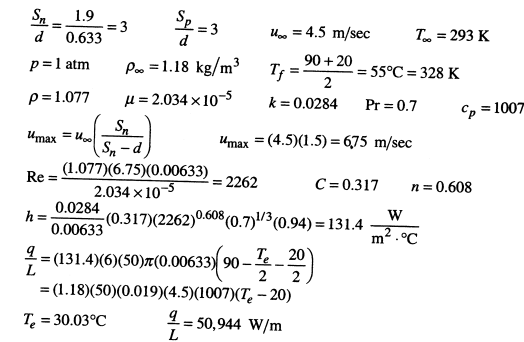 S_n/d = 1.9/0.633 = 3 S_p/d = 3 u_∞ = 4.5 m/sec T_∞ = 293 K
p = 1 atm ρ_∞ = 1.18 kg/m³ T_f = (90 + 20)/2 = 55°C = 328 K
ρ = 1.077 μ = 2.034 × 10⁻⁵ k = 0.0284 Pr = 0.7 c_p = 1007
u_max = u_∞(S_n/(S_n − d)) u_max = (4.5)(1.5) = 6.75 m/sec
Re = (1.077)(6.75)(0.00633)/(2.034 × 10⁻⁵) = 2262 C = 0.317 n = 0.608
h = 0.0284/0.00633 (0.317)(2262)^0.608(0.7)^1/3(0.94) = 131.4 W/(m²·°C)
q/L = (131.4)(6)(50)π(0.00633)(90 − T_e/2 − 20/2)
= (1.18)(50)(0.019)(4.5)(1007)(T_e − 20)
T_e = 30.03°C q/L = 50,944 W/m